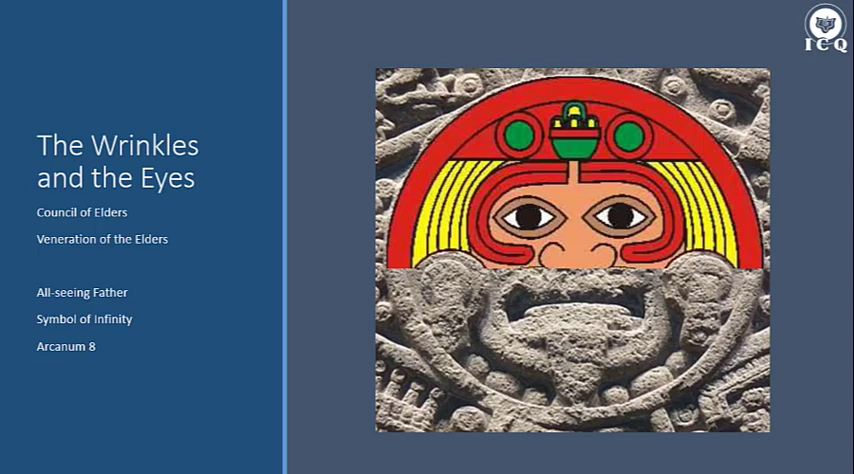 ICQ
The Wrinkles
and the Eyes
Council of Elders
Veneration of the Elders
All-seeing Father
Symbol of Infinity
Arcanum 8